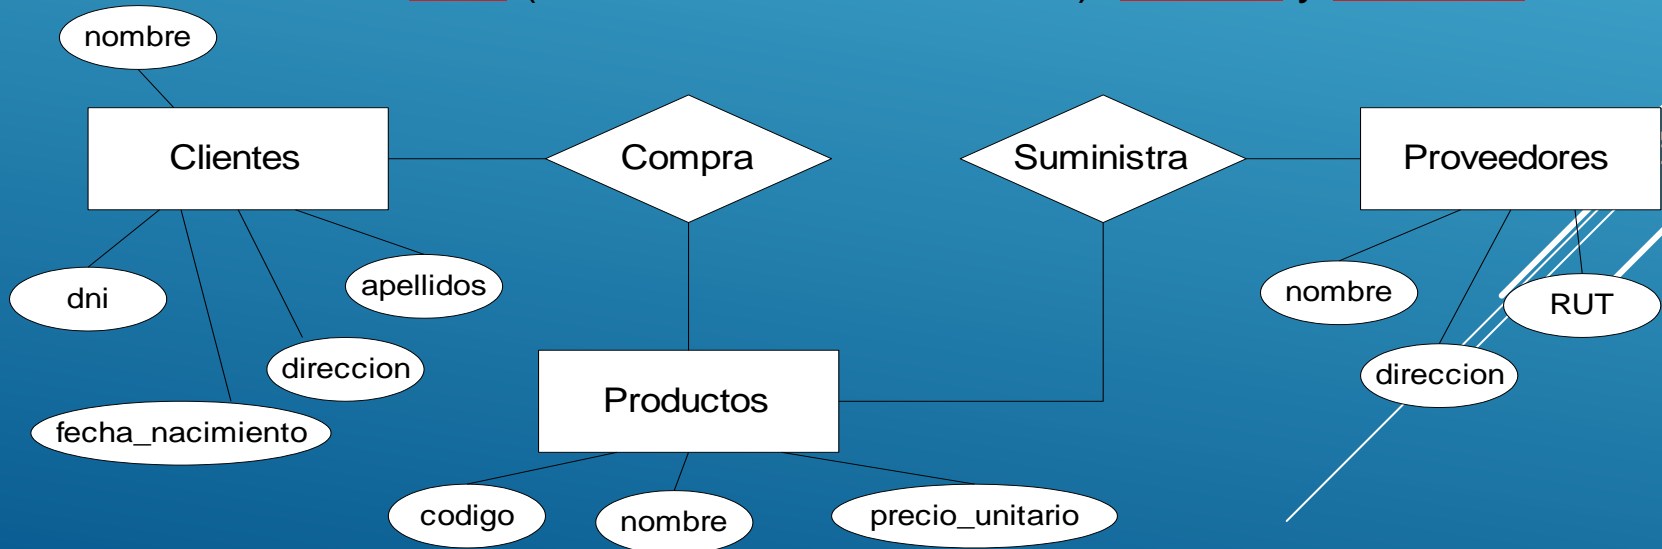 nombre
Clientes
Compra
Suministra
Proveedores
dni
apellidos
direccion
fecha_nacimiento
nombre
RUT
direccion
Productos
codigo
nombre
precio_unitario